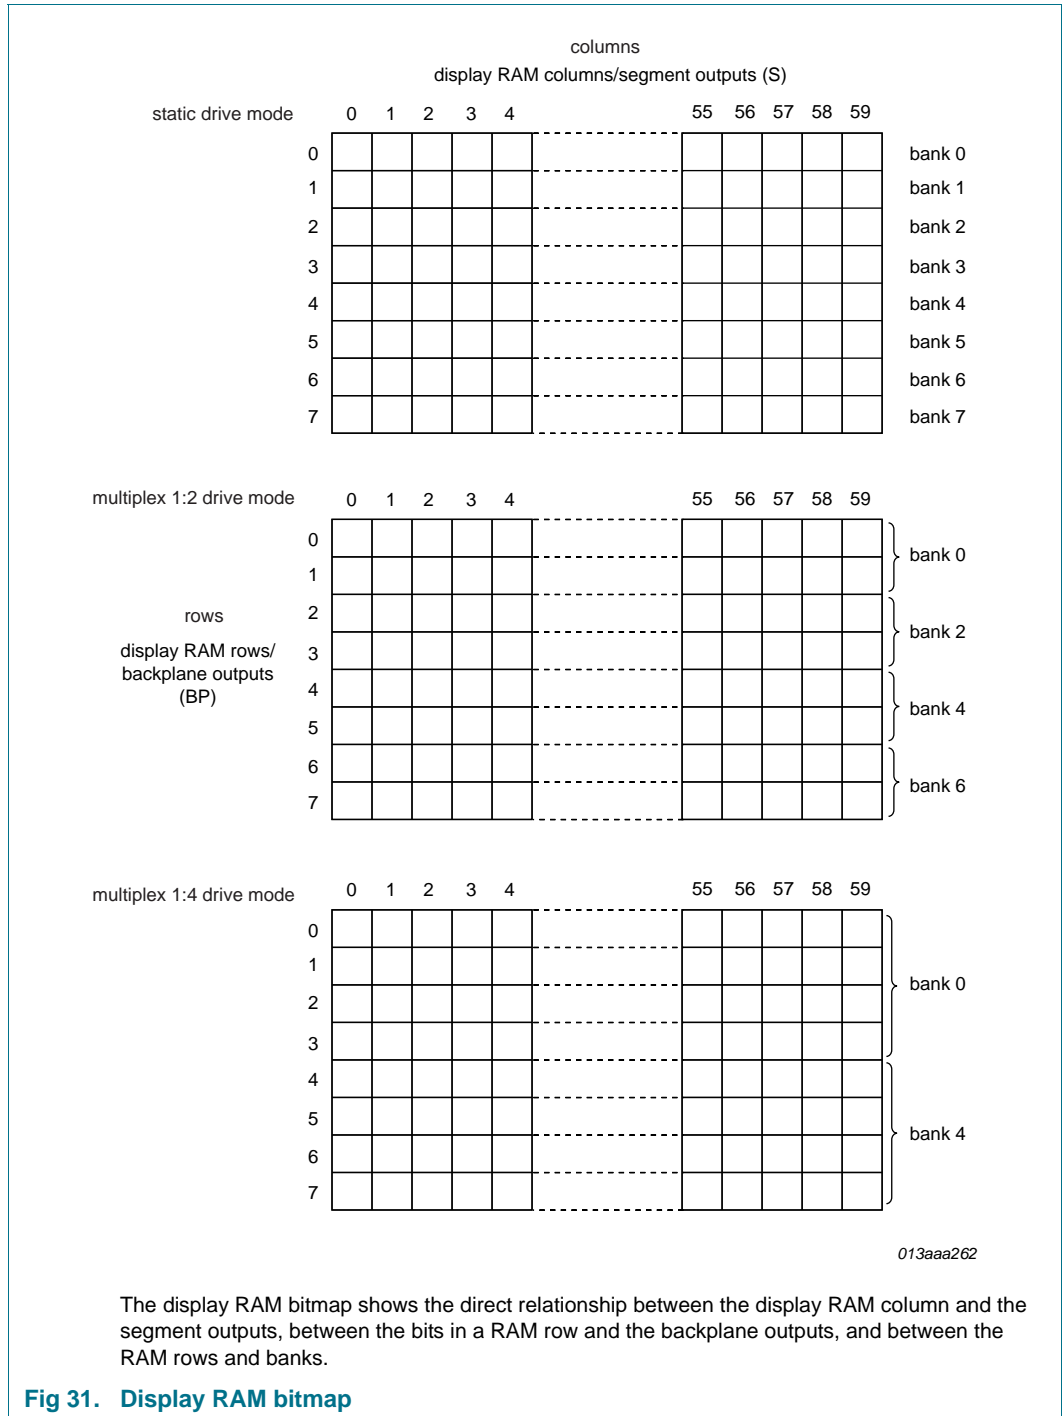 columns
display RAM columns/segment outputs (S)
static drive mode 0 1 2 3 4 55 56 57 58 59
0 bank 0
1 bank 1
2 bank 2
3 bank 3
4 bank 4
5 bank 5
6 bank 6
7 bank 7
multiplex 1:2 drive mode 0 1 2 3 4 55 56 57 58 59
0
bank 0
1
2
rows
bank 2
display RAM rows/ 3
backplane outputs
(BP)
4
bank 4
5
6
bank 6
7
multiplex 1:4 drive mode 0 1 2 3 4 55 56 57 58 59
0
1
bank 0
2
3
4
5
bank 4
6
7
013aaa262
The display RAM bitmap shows the direct relationship between the display RAM column and the
segment outputs, between the bits in a RAM row and the backplane outputs, and between the
RAM rows and banks.
Fig 31. Display RAM bitmap